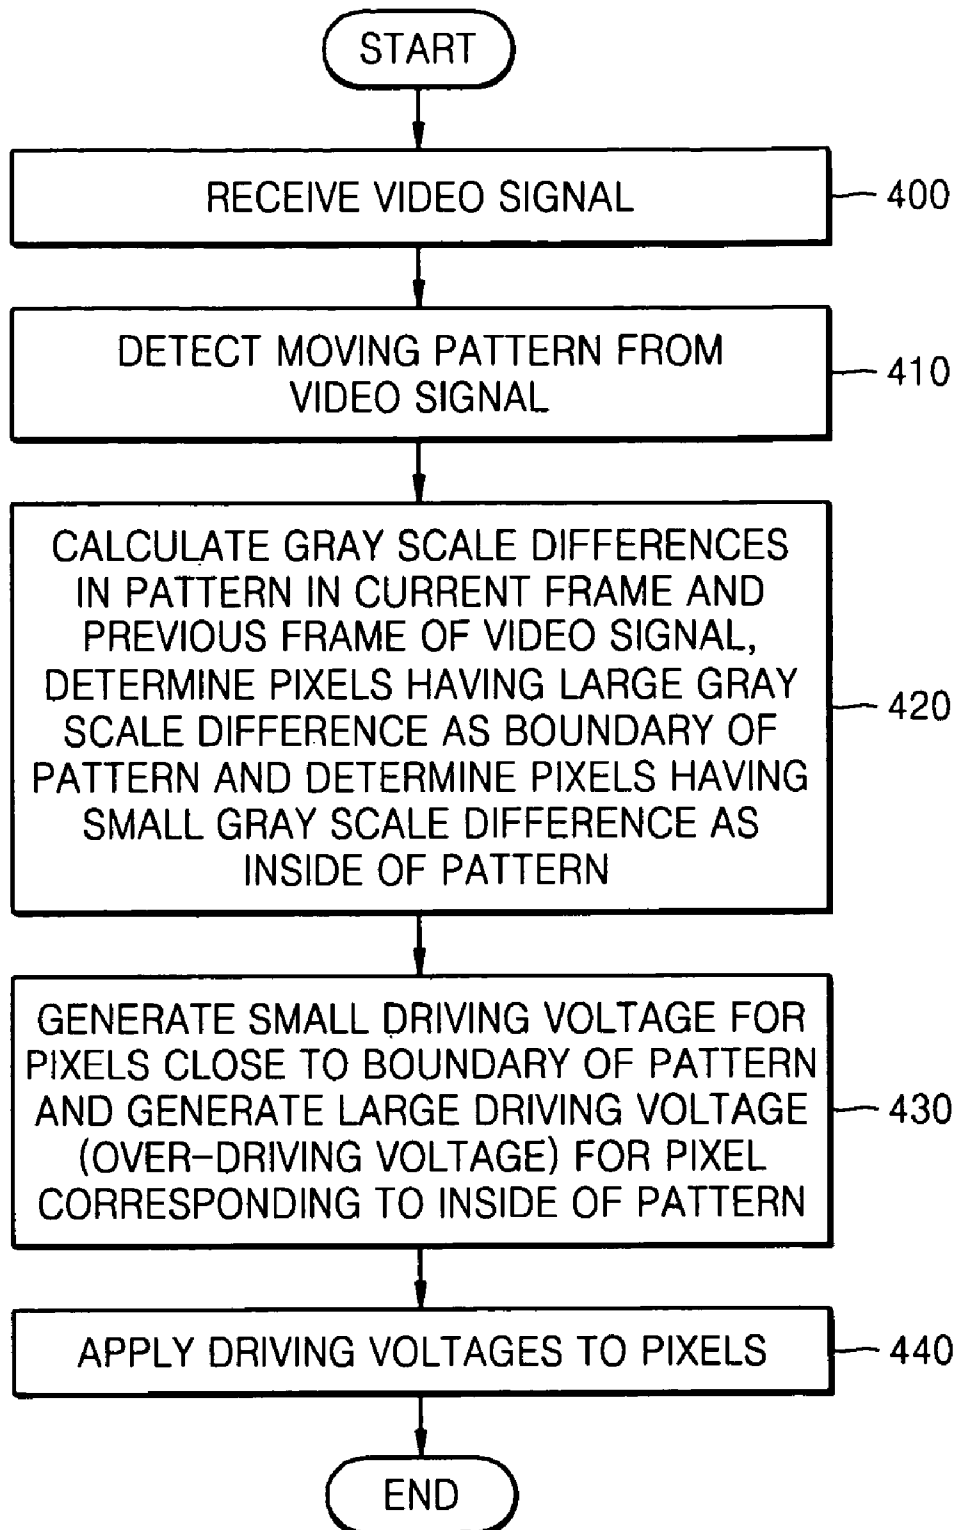 START
RECEIVE VIDEO SIGNAL
400
DETECT MOVING PATTERN FROM
VIDEO SIGNAL
410
CALCULATE GRAY SCALE DIFFERENCES
IN PATTERN IN CURRENT FRAME AND
PREVIOUS FRAME OF VIDEO SIGNAL,
DETERMINE PIXELS HAVING LARGE GRAY
SCALE DIFFERENCE AS BOUNDARY OF
PATTERN AND DETERMINE PIXELS HAVING
SMALL GRAY SCALE DIFFERENCE AS
INSIDE OF PATTERN
420
GENERATE SMALL DRIVING VOLTAGE FOR
PIXELS CLOSE TO BOUNDARY OF PATTERN
AND GENERATE LARGE DRIVING VOLTAGE
(OVER-DRIVING VOLTAGE) FOR PIXEL
CORRESPONDING TO INSIDE OF PATTERN
430
APPLY DRIVING VOLTAGES TO PIXELS
440
END